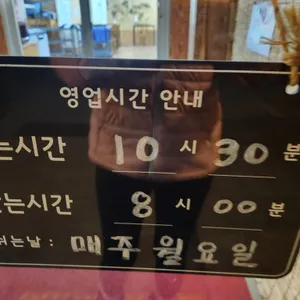 영업시간 안내
는시간 10 시 30 분
는시간 8 시 00 분
쉬는날 : 매주월요일